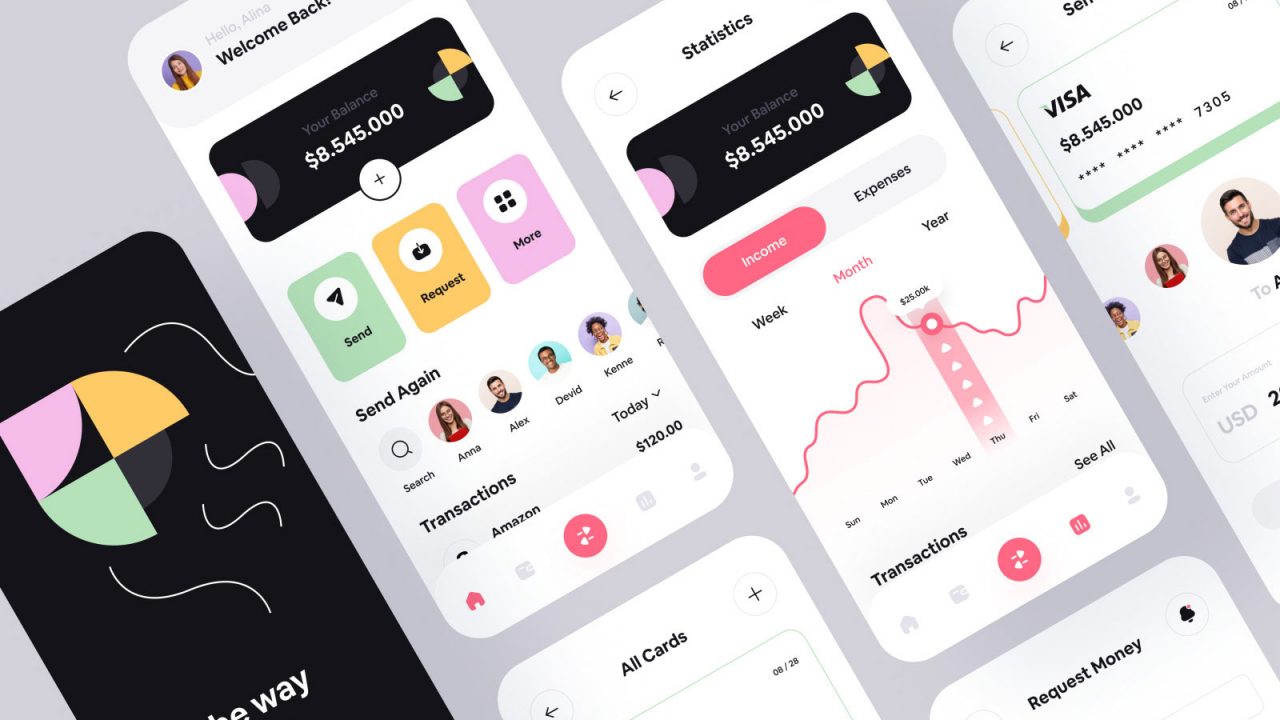 Hello, Alina
Welcome Back!
Your Balance
$8.545.000
Send
Request
More
Send Again
Search
Anna
Alex
Devid
Kenne
Transactions
Today
Amazon
$120.00
Statistics
Your Balance
$8.545.000
Income
Expenses
Week
Month
Year
$25.00k
Sun
Mon
Tue
Wed
Thu
Fri
Sat
Transactions
See All
VISA
$8.545.000
**** **** **** 7305
To
Enter Your Amount
USD
way
All Cards
08 / 28
Request Money